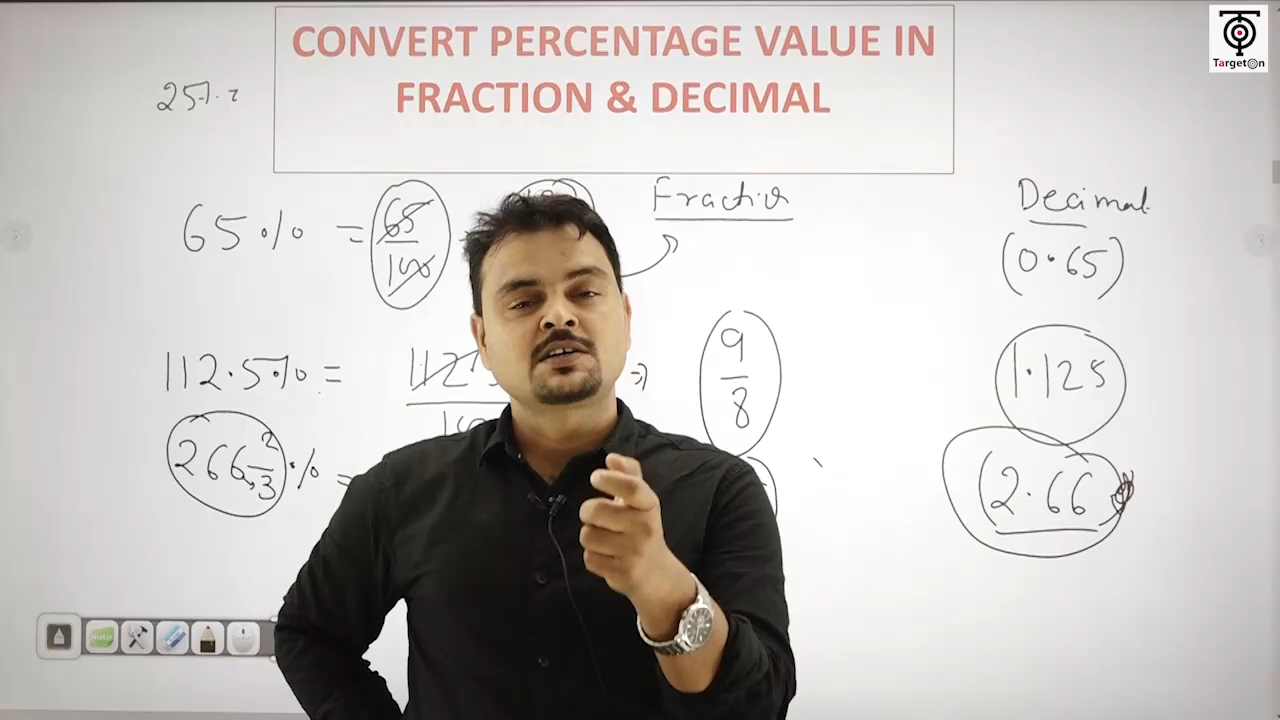 CONVERT PERCENTAGE VALUE IN
FRACTION & DECIMAL
TargetOn
25%
Fraction
Decimal
65% = 65/100
(0.65)
112.5% =
9/8
1.125
266 2/3 % =
(2.66